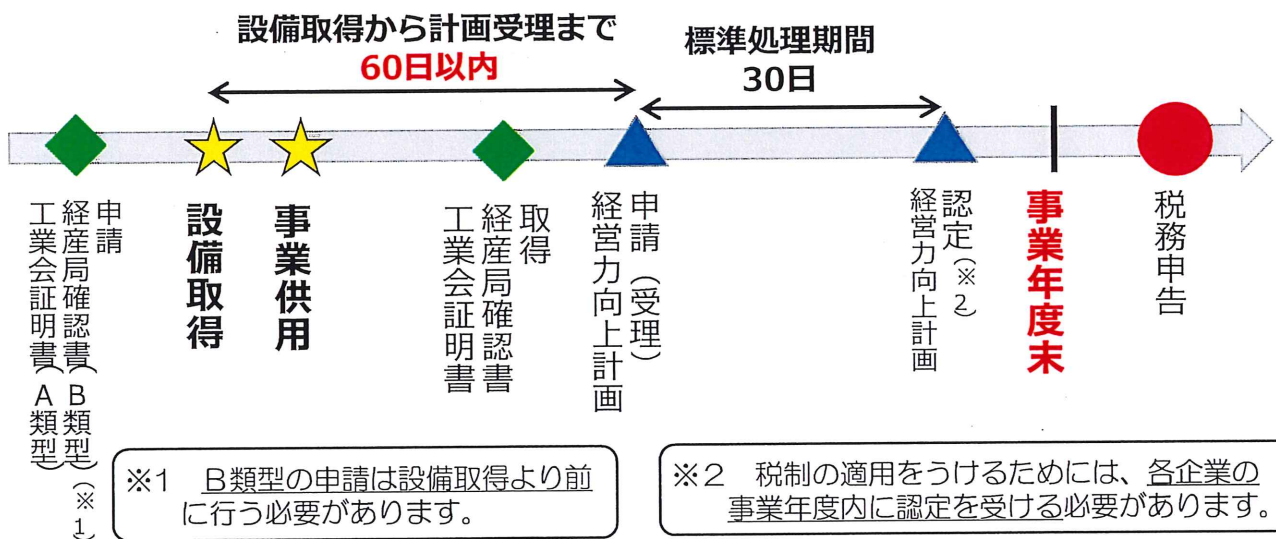 設備取得から計画受理まで
60日以内
標準処理期間
30日
申請
経産局確認書(B類型)(※1)
工業会証明書(A類型)
設備取得
事業供用
取得
経産局確認書
工業会証明書
申請(受理)
経営力向上計画
認定(※2)
経営力向上計画
事業年度末
税務申告
※1 B類型の申請は設備取得より前
に行う必要があります。
※2 税制の適用をうけるためには、各企業の
事業年度内に認定を受ける必要があります。